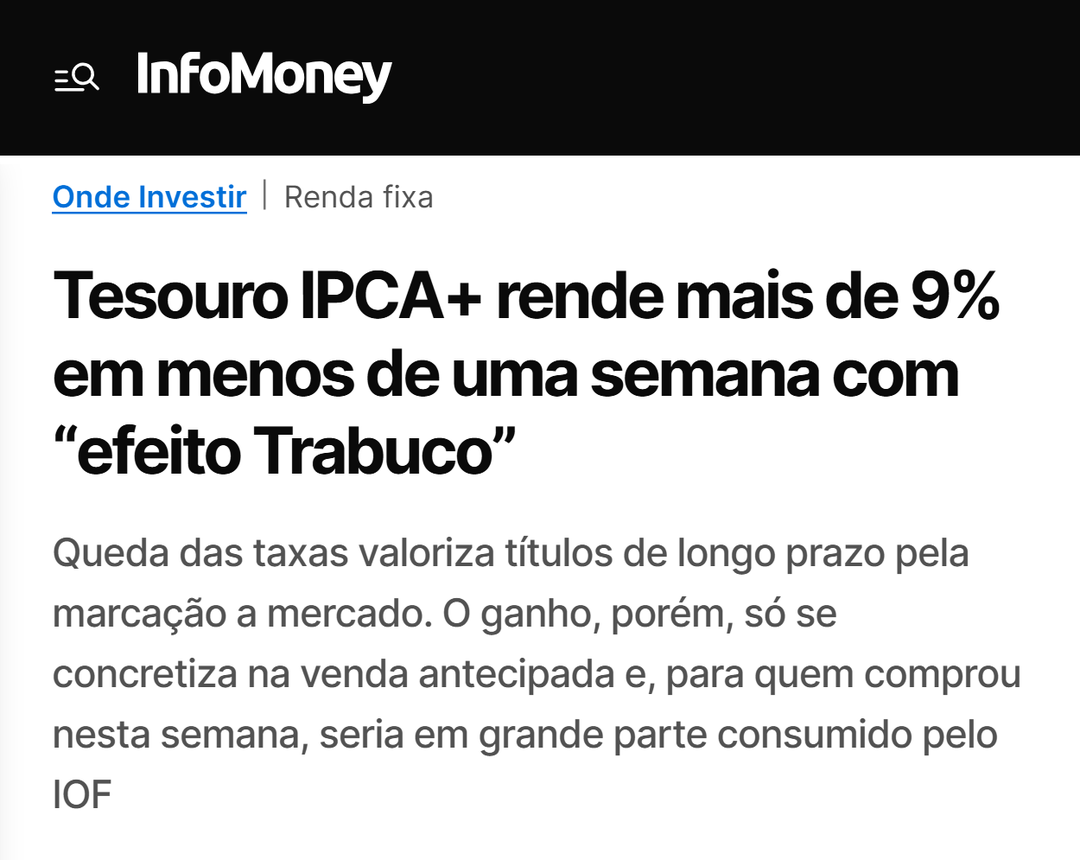 InfoMoney
Onde Investir | Renda fixa
Tesouro IPCA+ rende mais de 9%
em menos de uma semana com
“efeito Trabuco”
Queda das taxas valoriza títulos de longo prazo pela
marcação a mercado. O ganho, porém, só se
concretiza na venda antecipada e, para quem comprou
nesta semana, seria em grande parte consumido pelo
IOF